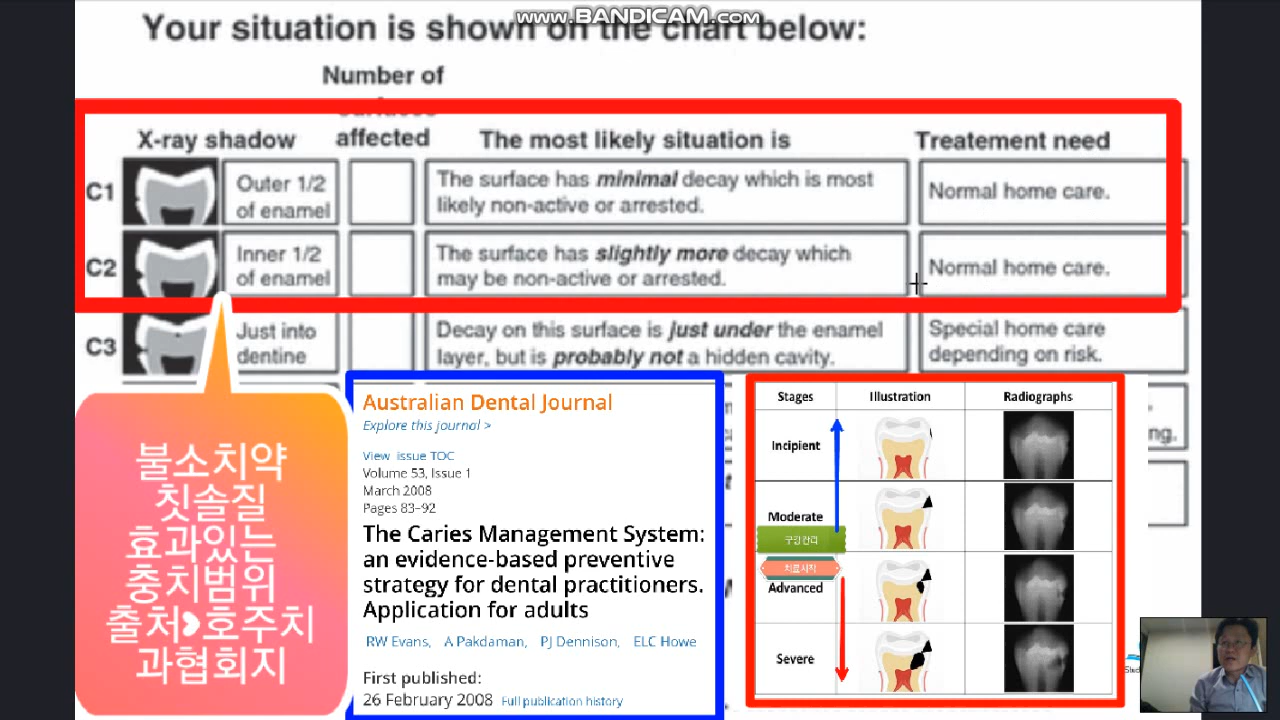 www.BANDICAM.com
Your situation is shown on the chart below:
Number of
surfaces
affected
X-ray shadow
The most likely situation is
Treatement need
C1
Outer 1/2
of enamel
The surface has minimal decay which is most
likely non-active or arrested.
Normal home care.
C2
Inner 1/2
of enamel
The surface has slightly more decay which
may be non-active or arrested.
Normal home care.
C3
Just into
dentine
Decay on this surface is just under the enamel
layer, but is probably not a hidden cavity.
Special home care
depending on risk.
ng.
불소치약
칫솔질
효과있는
충치범위
출처❥호주치
과협회지
Australian Dental Journal
Explore this journal >
View issue TOC
Volume 53, Issue 1
March 2008
Pages 83–92
The Caries Management System:
an evidence-based preventive
strategy for dental practitioners.
Application for adults
RW Evans, A Pakdaman, PJ Dennison, ELC Howe
First published:
26 February 2008 Full publication history
Stages
Illustration
Radiographs
Incipient
Moderate
구강관리
치료시작
Advanced
Severe